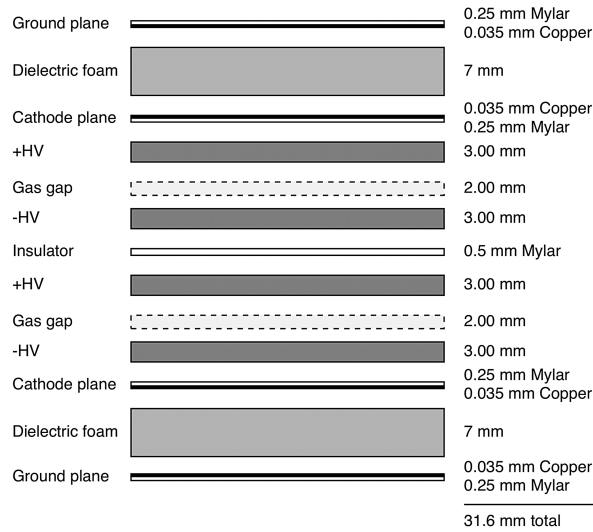 Ground plane 0.25 mm Mylar
0.035 mm Copper
Dielectric foam 7 mm
0.035 mm Copper
Cathode plane 0.25 mm Mylar
+HV 3.00 mm
Gas gap 2.00 mm
-HV 3.00 mm
Insulator 0.5 mm Mylar
+HV 3.00 mm
Gas gap 2.00 mm
-HV 3.00 mm
Cathode plane 0.25 mm Mylar
0.035 mm Copper
Dielectric foam 7 mm
Ground plane 0.035 mm Copper
0.25 mm Mylar
31.6 mm total